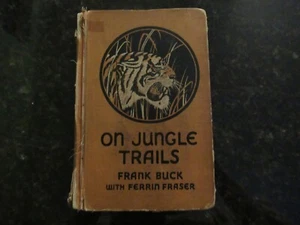 ON JUNGLE
TRAILS
FRANK BUCK
WITH FERRIN FRASER